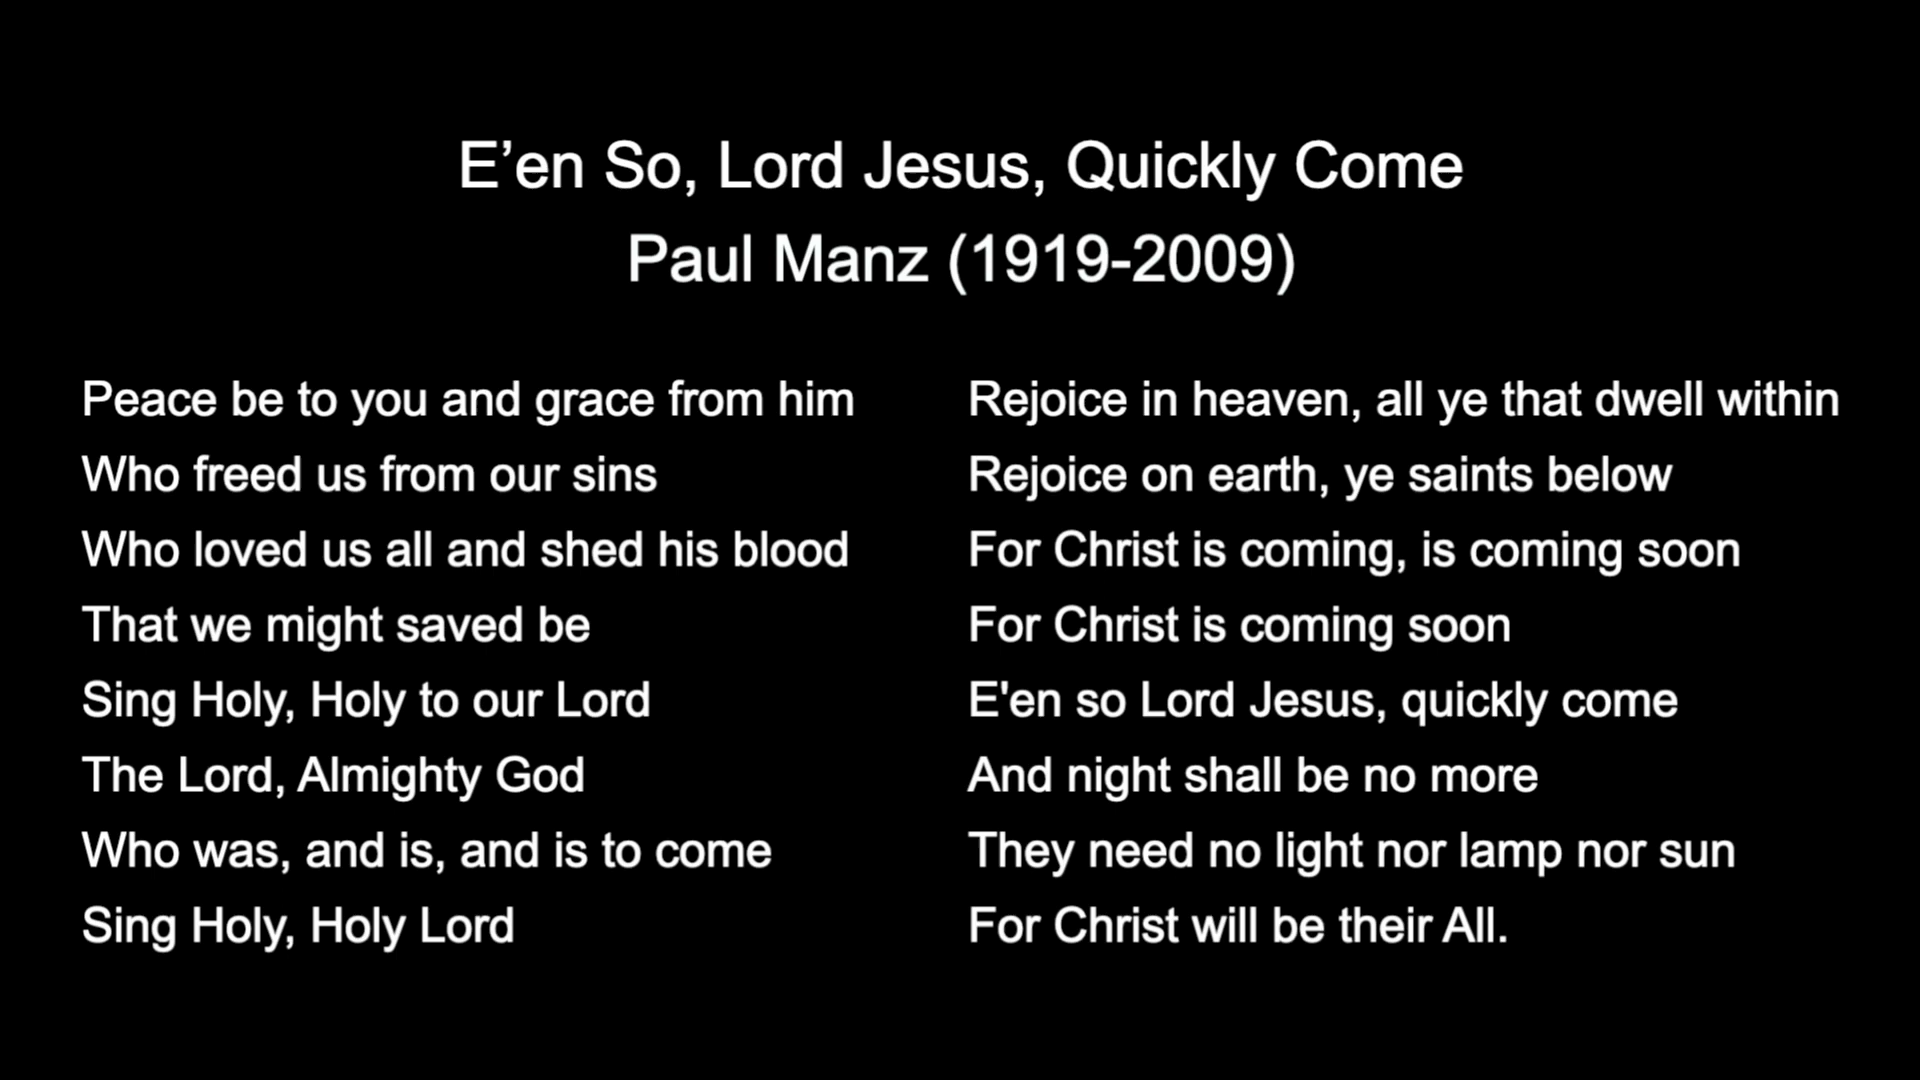 E’en So, Lord Jesus, Quickly Come
Paul Manz (1919-2009)
Peace be to you and grace from him
Who freed us from our sins
Who loved us all and shed his blood
That we might saved be
Sing Holy, Holy to our Lord
The Lord, Almighty God
Who was, and is, and is to come
Sing Holy, Holy Lord
Rejoice in heaven, all ye that dwell within
Rejoice on earth, ye saints below
For Christ is coming, is coming soon
For Christ is coming soon
E'en so Lord Jesus, quickly come
And night shall be no more
They need no light nor lamp nor sun
For Christ will be their All.